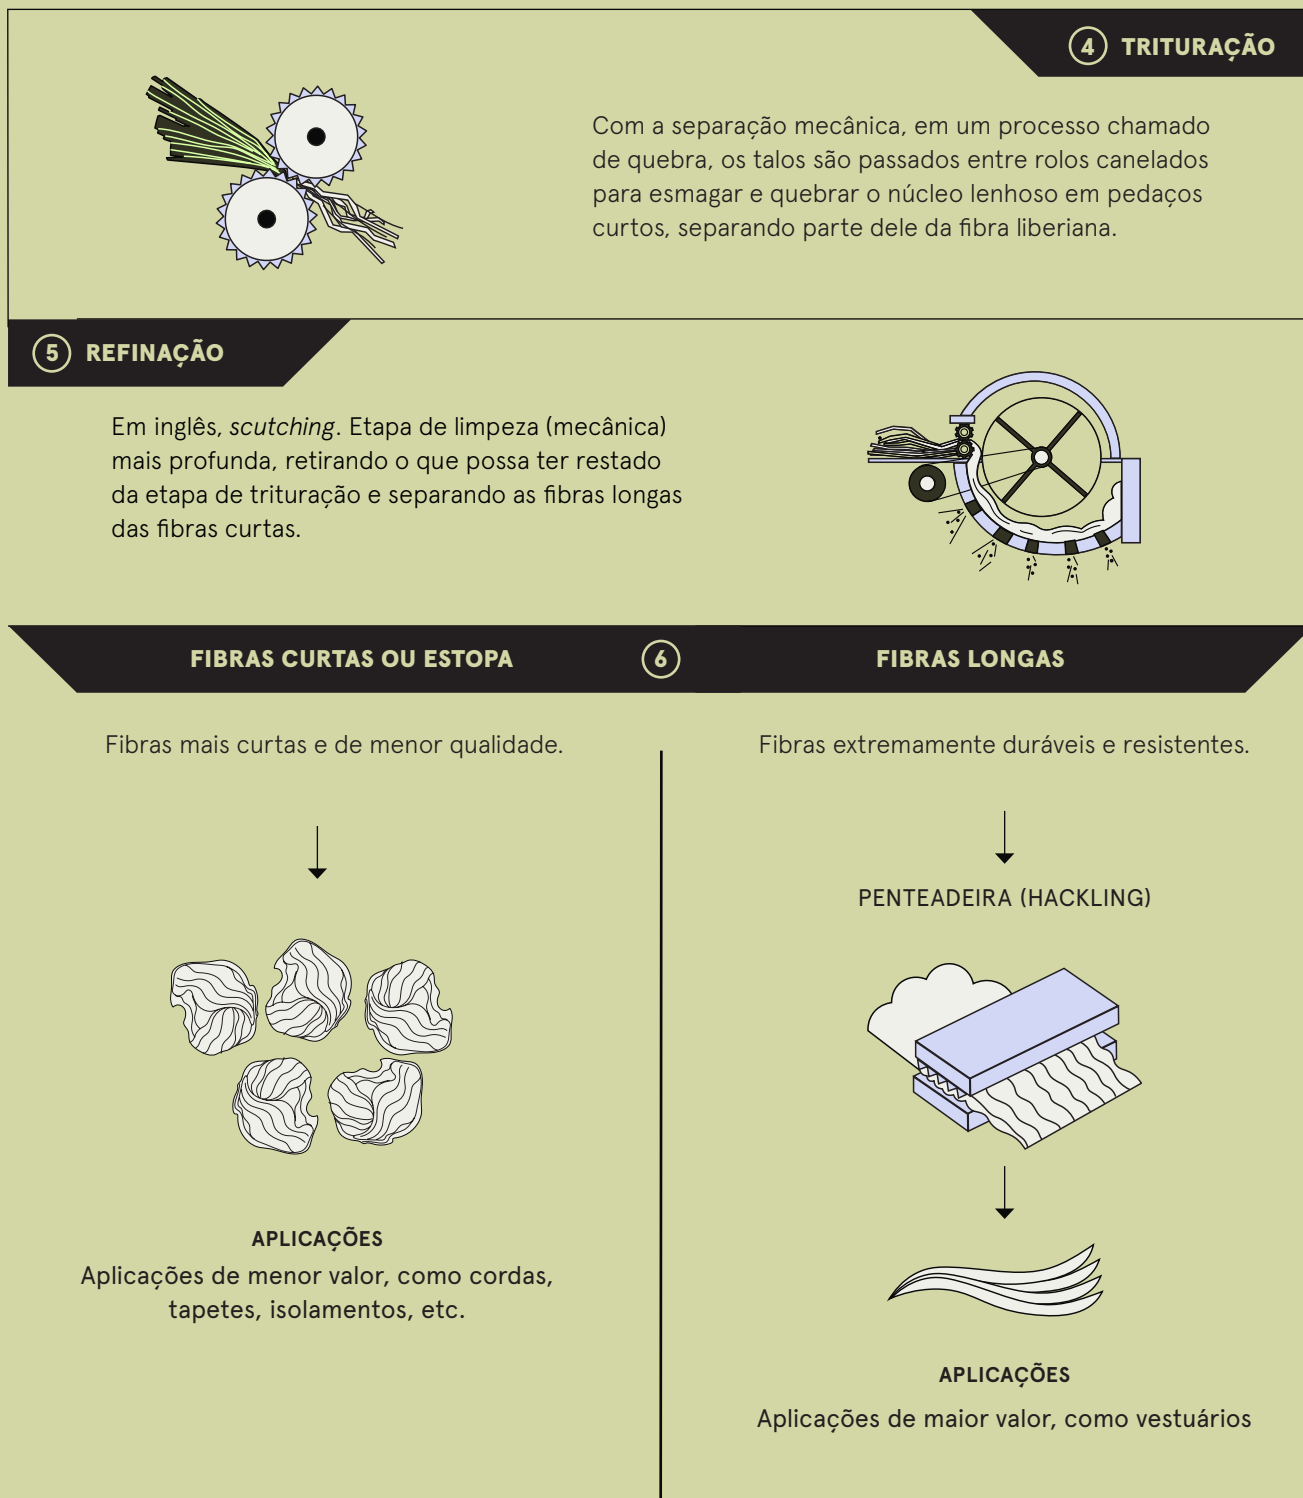 4 TRITURAÇÃO
Com a separação mecânica, em um processo chamado
de quebra, os talos são passados entre rolos canelados
para esmagar e quebrar o núcleo lenhoso em pedaços
curtos, separando parte dele da fibra liberiana.
5 REFINAÇÃO
Em inglês, scutching. Etapa de limpeza (mecânica)
mais profunda, retirando o que possa ter restado
da etapa de trituração e separando as fibras longas
das fibras curtas.
FIBRAS CURTAS OU ESTOPA 6 FIBRAS LONGAS
Fibras mais curtas e de menor qualidade.
APLICAÇÕES
Aplicações de menor valor, como cordas,
tapetes, isolamentos, etc.
Fibras extremamente duráveis e resistentes.
PENTEADEIRA (HACKLING)
APLICAÇÕES
Aplicações de maior valor, como vestuários